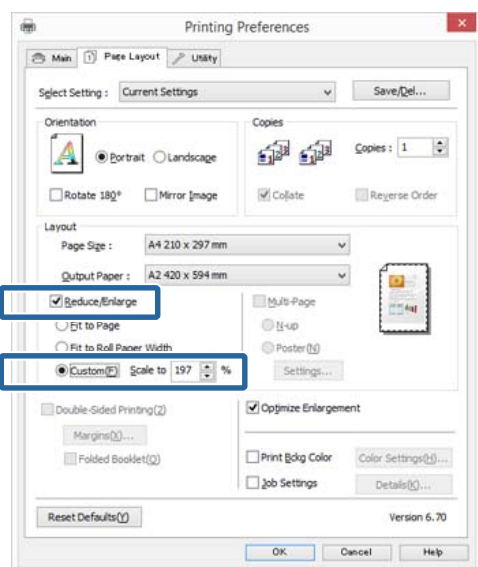 Printing Preferences
Main Page Layout Utility
Select Setting : Current Settings Save/Del...
Orientation Copies
Portrait Landscape Copies : 1
Rotate 180° Mirror Image Collate Reverse Order
Layout
Page Size : A4 210 x 297 mm
Output Paper : A2 420 x 594 mm
Reduce/Enlarge Multi-Page
Fit to Page N-up
Fit to Roll Paper Width Poster(N)
Custom(F) Scale to 197 % Settings...
Double-Sided Printing(2) Optimize Enlargement
Margins(X)...
Folded Booklet(Q) Print Bckg Color Color Settings(H)...
Job Settings Details(K)...
Reset Defaults(Y) Version 6.70
OK Cancel Help